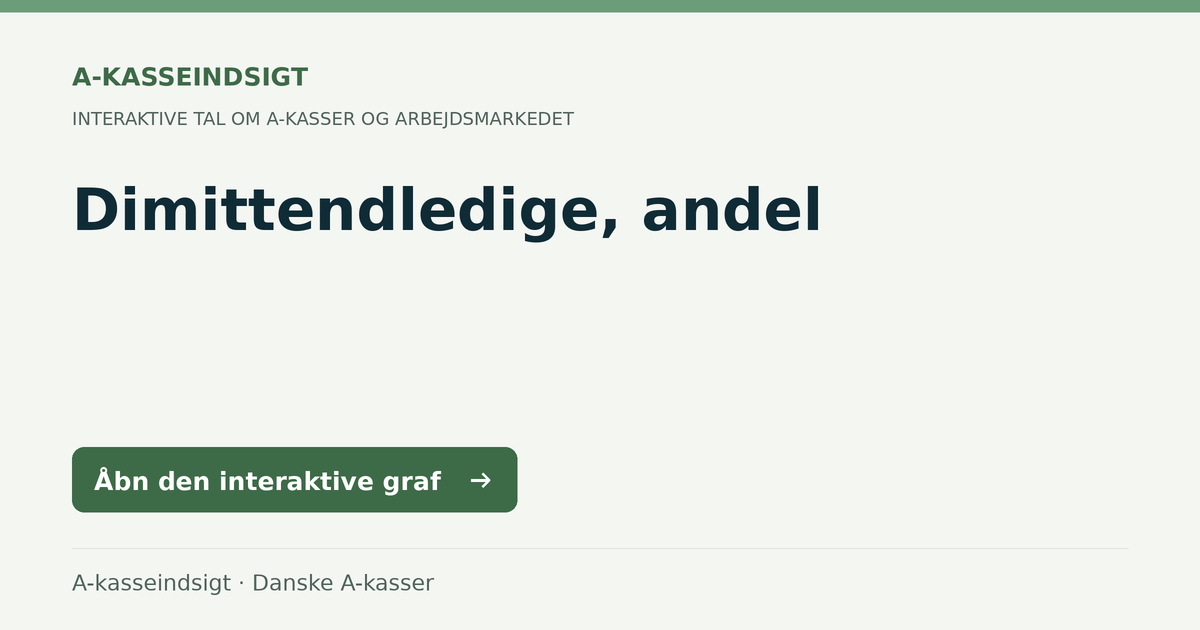 A-KASSEINDSIGT
INTERAKTIVE TAL OM A-KASSER OG ARBEJDSMARKEDET
Dimittendledige, andel
Åbn den interaktive graf →
A-kasseindsigt · Danske A-kasser